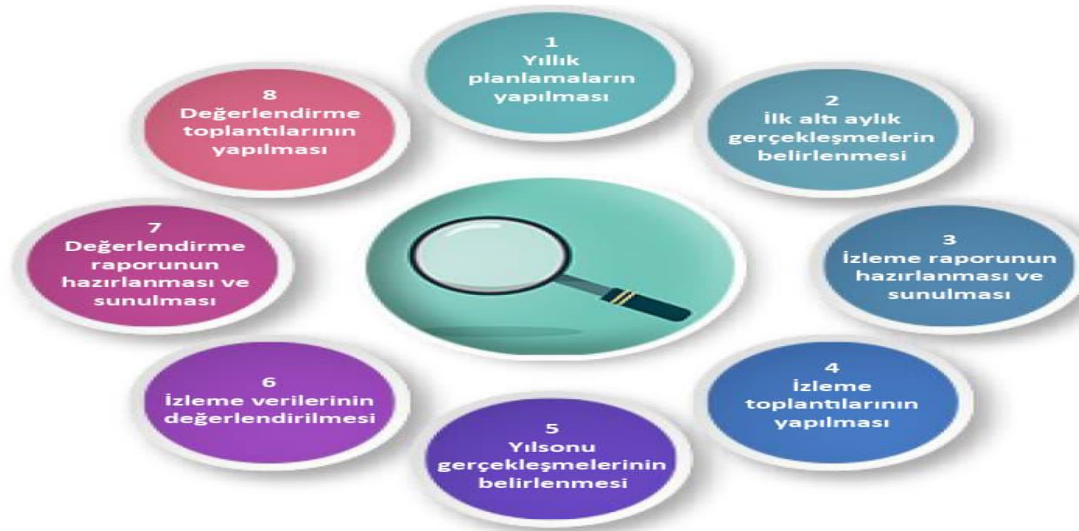 1
Yıllık
planlamaların
yapılması
2
İlk altı aylık
gerçekleşmelerin
belirlenmesi
3
İzleme raporunun
hazırlanması ve
sunulması
4
İzleme
toplantılarının
yapılması
5
Yılsonu
gerçekleşmelerinin
belirlenmesi
6
İzleme verilerinin
değerlendirilmesi
7
Değerlendirme
raporunun
hazırlanması ve
sunulması
8
Değerlendirme
toplantılarının
yapılması